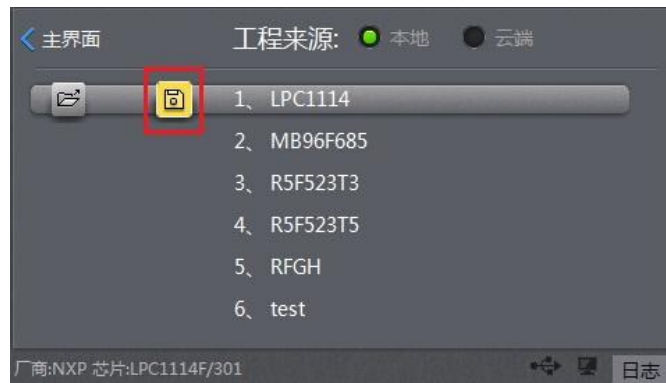 主界面 工程来源: 本地 云端
1、 LPC1114
2、 MB96F685
3、 R5F523T3
4、 R5F523T5
5、 RFGH
6、 test
厂商:NXP 芯片:LPC1114F/301 日志